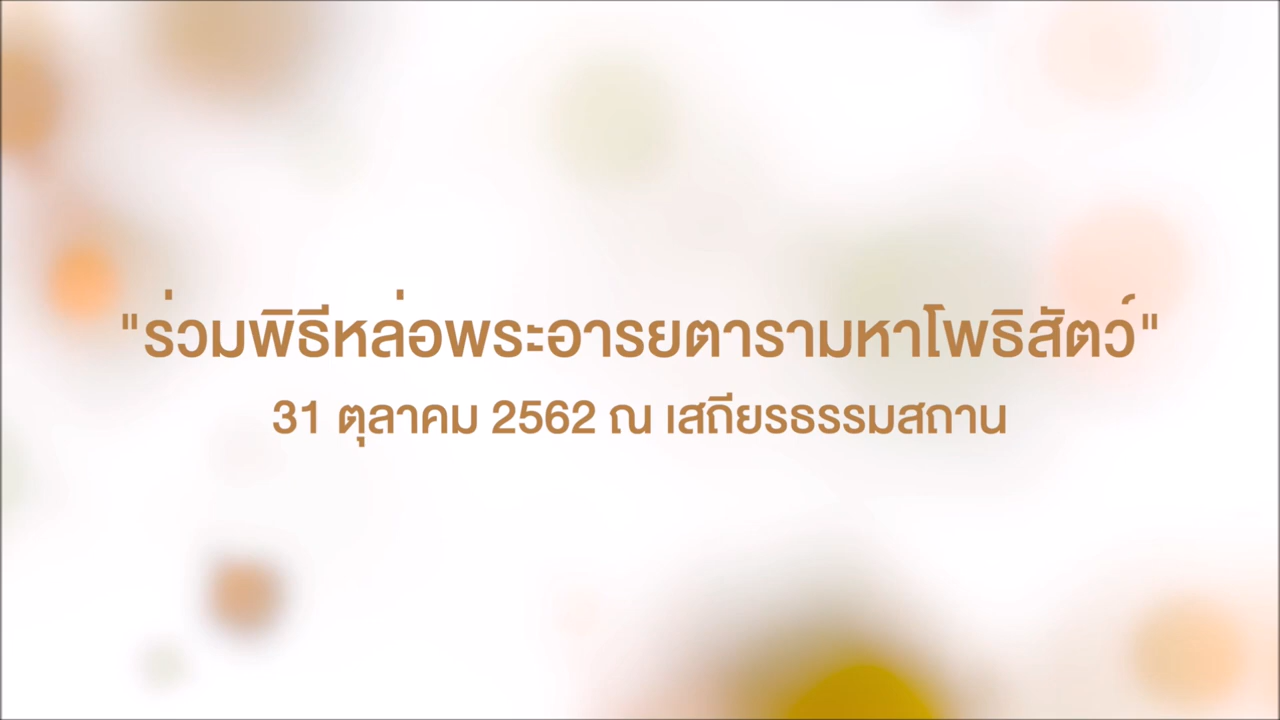 "ร่วมพิธีหล่อพระอารยตารามหาโพธิสัตว์"
31 ตุลาคม 2562 ณ เสถียรธรรมสถาน